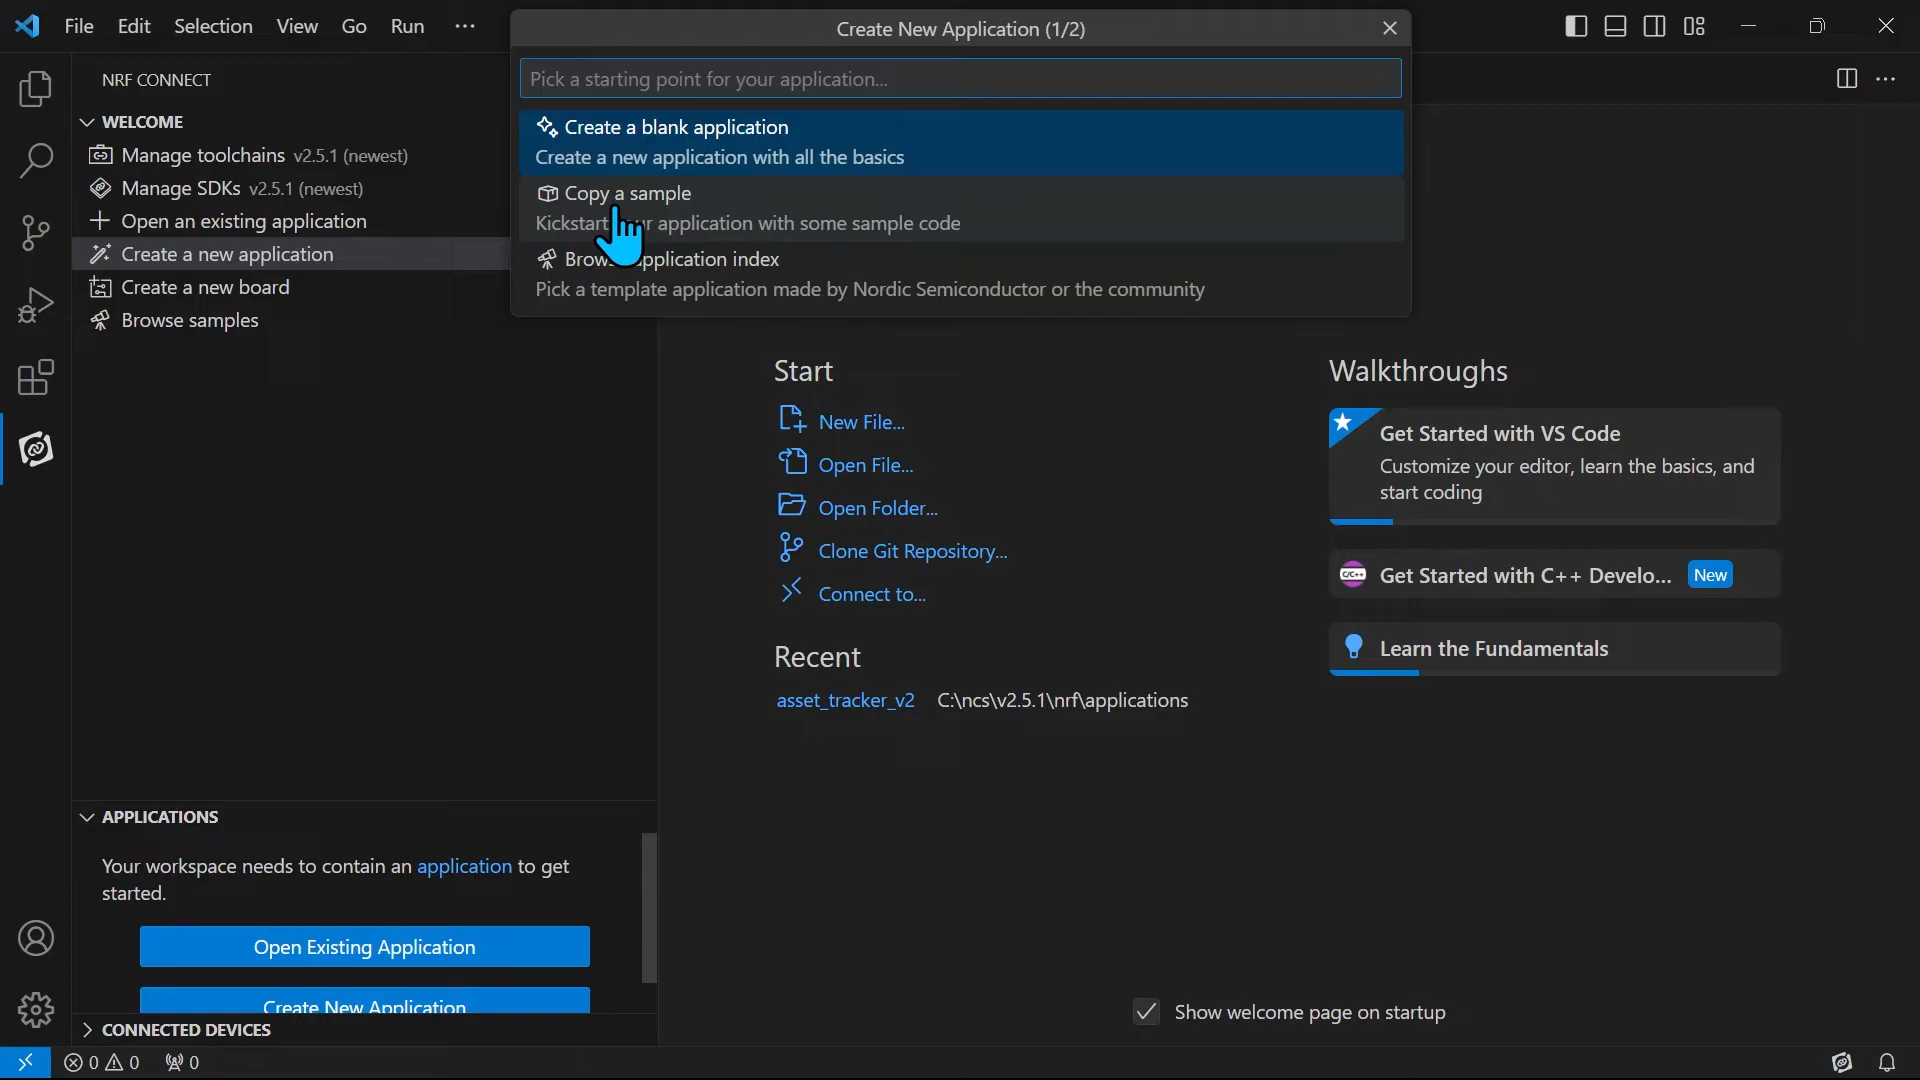 File Edit Selection View Go Run ···
Create New Application (1/2)
Pick a starting point for your application...
Create a blank application
Create a new application with all the basics
Copy a sample
Kickstart application with some sample code
application index
Pick a template application made by Nordic Semiconductor or the community
NRF CONNECT
WELCOME
Manage toolchains v2.5.1 (newest)
Manage SDKs v2.5.1 (newest)
Open an existing application
Create a new application
Create a new board
Browse samples
Start
New File...
Open File...
Open Folder...
Clone Git Repository...
Connect to...
Recent
asset_tracker_v2 C:\ncs\v2.5.1\nrf\applications
Walkthroughs
Get Started with VS Code
Customize your editor, learn the basics, and
start coding
C/C++ Get Started with C++ Develo... New
Learn the Fundamentals
APPLICATIONS
Your workspace needs to contain an application to get
started.
Open Existing Application
Create New Application
CONNECTED DEVICES
Show welcome page on startup
0 0 0